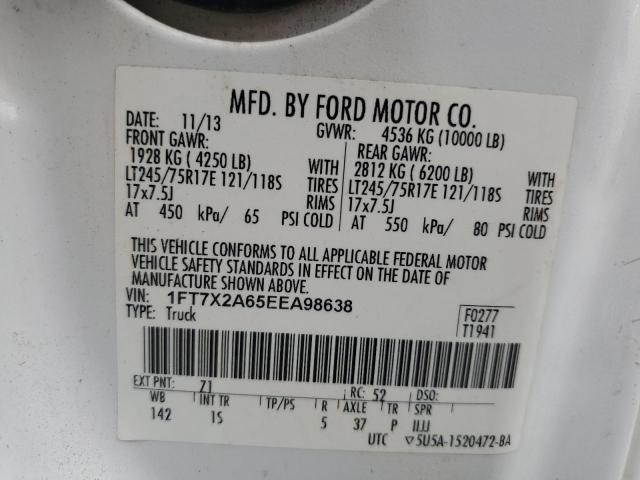 MFD. BY FORD MOTOR CO.
DATE: 11/13 GVWR: 4536 KG (10000 LB)
FRONT GAWR: REAR GAWR:
1928 KG ( 4250 LB) WITH 2812 KG ( 6200 LB) WITH
LT245/75R17E 121/118S TIRES LT245/75R17E 121/118S TIRES
17x7.5J RIMS 17x7.5J RIMS
AT 450 kPa/ 65 PSI COLD AT 550 kPa/ 80 PSI COLD
THIS VEHICLE CONFORMS TO ALL APPLICABLE FEDERAL MOTOR
VEHICLE SAFETY STANDARDS IN EFFECT ON THE DATE OF
MANUFACTURE SHOWN ABOVE.
VIN: 1FT7X2A65EEA98638 F0277
TYPE: Truck T1941
EXT PNT: Z1 RC: 52 DSO:
WB INT TR TP/PS R AXLE TR SPR
142 1S 5 37 P IIJJ
UTC ▽5U5A-1520472-BA